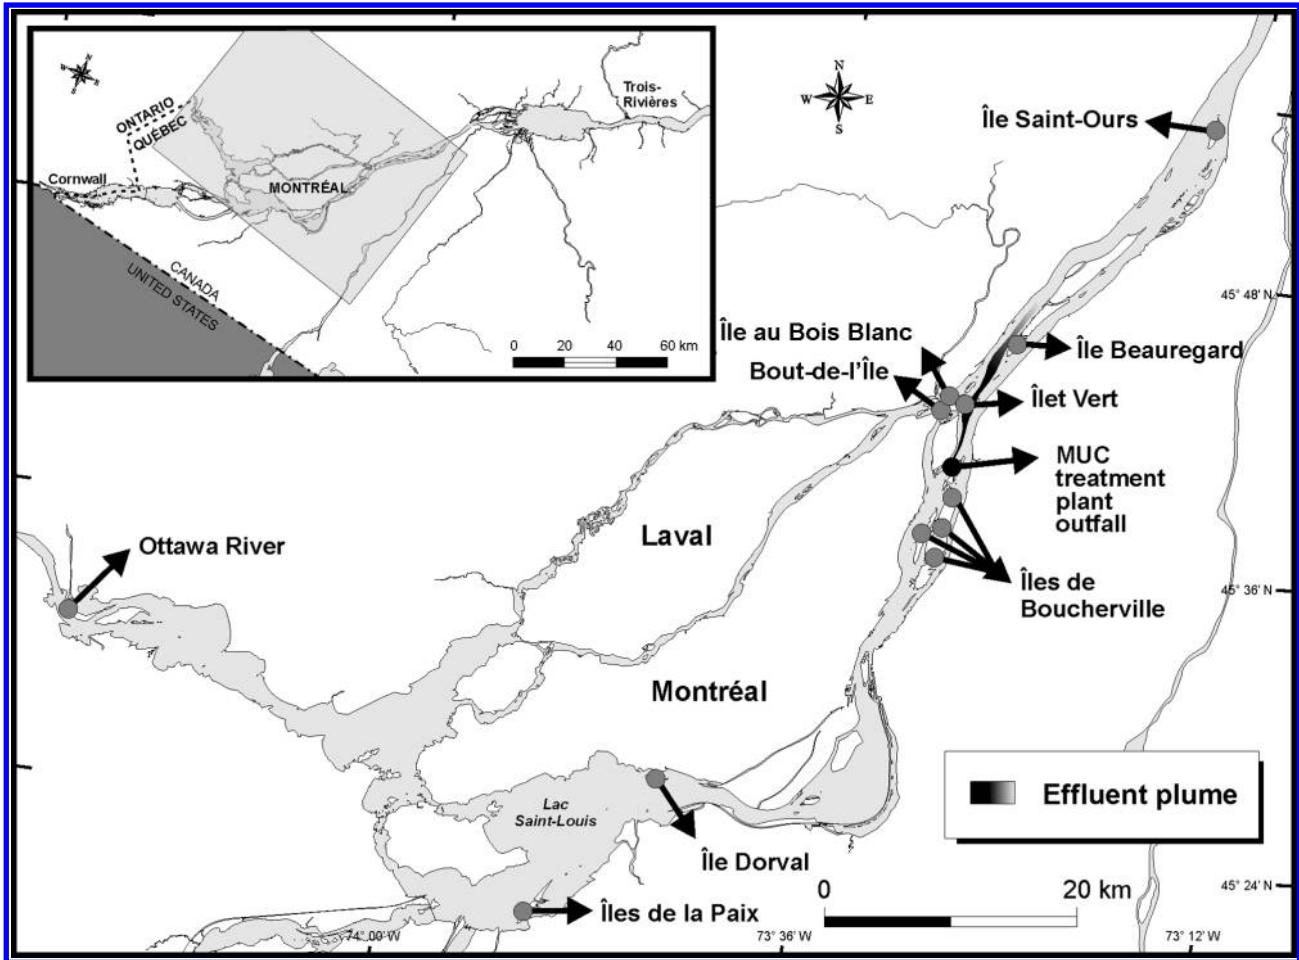 N
W
E
S
ONTARIO
QUÉBEC
Cornwall
MONTRÉAL
Trois-
Rivières
CANADA
UNITED STATES
0 20 40 60 km
N
W E
S
Île Saint-Ours
45° 48' N
Île au Bois Blanc
Bout-de-l'Île
Île Beauregard
Îlet Vert
MUC
treatment
plant
outfall
Laval
Ottawa River
Îles de
Boucherville
45° 36' N
Montréal
Effluent plume
Lac
Saint-Louis
Île Dorval
0 20 km
45° 24' N
Îles de la Paix
74° 00' W
73° 36' W
73° 12' W